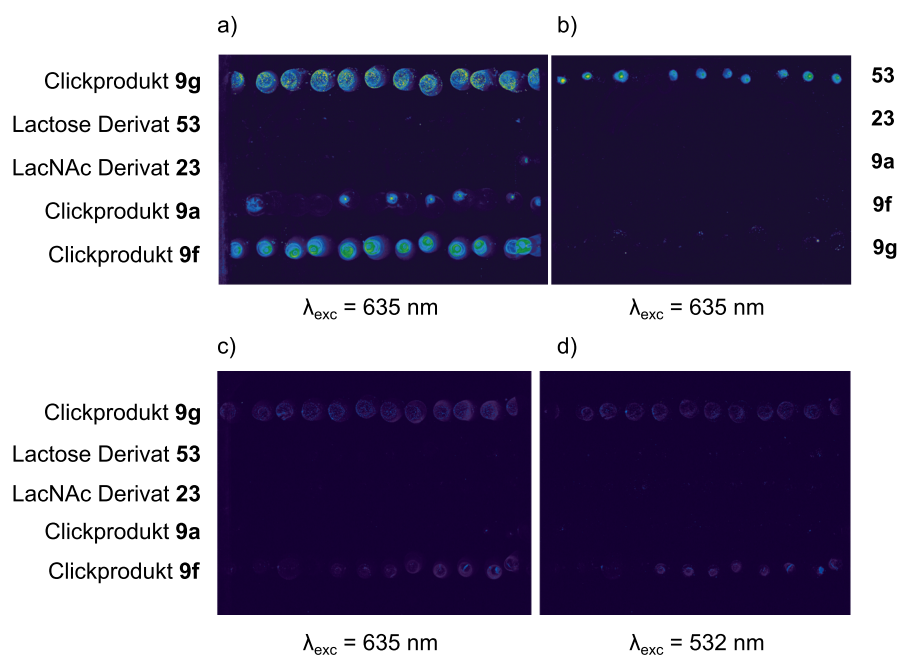 a)
b)
Clickprodukt 9g
Lactose Derivat 53
LacNAc Derivat 23
Clickprodukt 9a
Clickprodukt 9f
53
23
9a
9f
9g
λexc = 635 nm
λexc = 635 nm
c)
d)
Clickprodukt 9g
Lactose Derivat 53
LacNAc Derivat 23
Clickprodukt 9a
Clickprodukt 9f
λexc = 635 nm
λexc = 532 nm